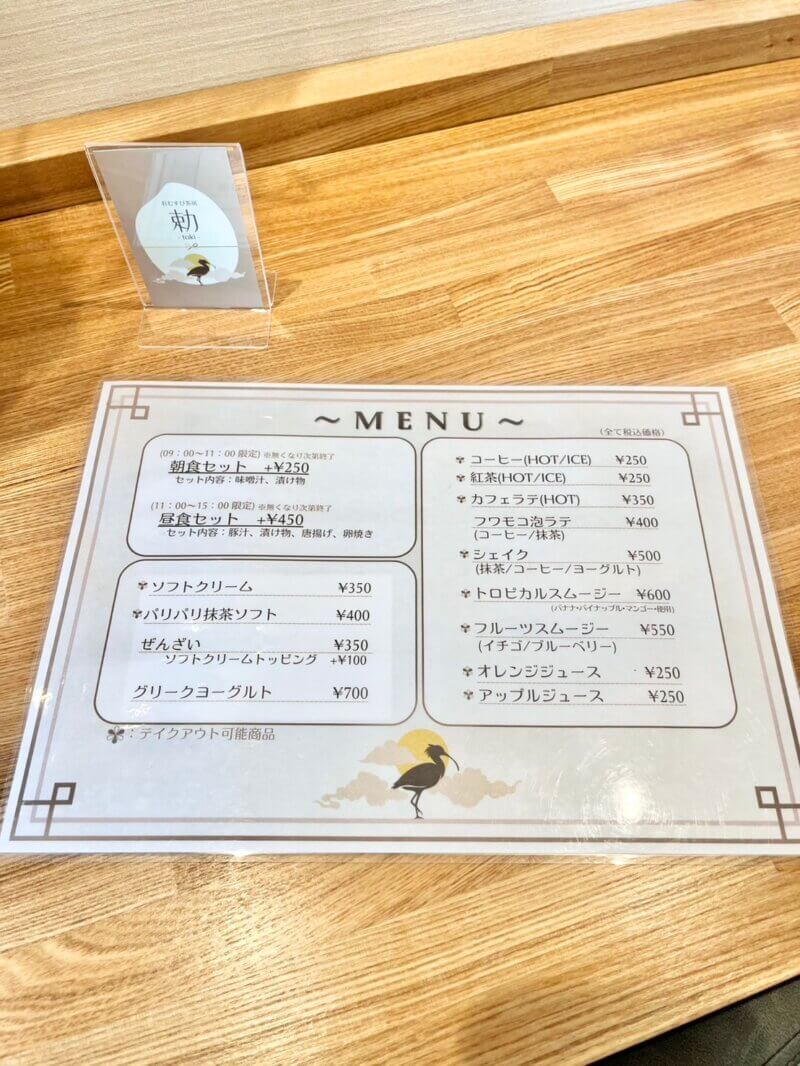 おむすび茶屋
勅
- toki -
～MENU～
(全て税込価格)
(09：00～11：00 限定) ※無くなり次第終了
朝食セット +¥250
セット内容：味噌汁、漬け物
(11：00～15：00 限定) ※無くなり次第終了
昼食セット +¥450
セット内容：豚汁、漬け物、唐揚げ、卵焼き
ソフトクリーム ¥350
パリパリ抹茶ソフト ¥400
ぜんざい ¥350
ソフトクリームトッピング +¥100
グリークヨーグルト ¥700
：テイクアウト可能商品
コーヒー(HOT/ICE) ¥250
紅茶(HOT/ICE) ¥250
カフェラテ(HOT) ¥350
フワモコ泡ラテ ¥400
(コーヒー/抹茶)
シェイク ¥500
(抹茶/コーヒー/ヨーグルト)
トロピカルスムージー ¥600
(バナナ・パイナップル・マンゴー・使用)
フルーツスムージー ¥550
(イチゴ/ブルーベリー)
オレンジジュース ¥250
アップルジュース ¥250